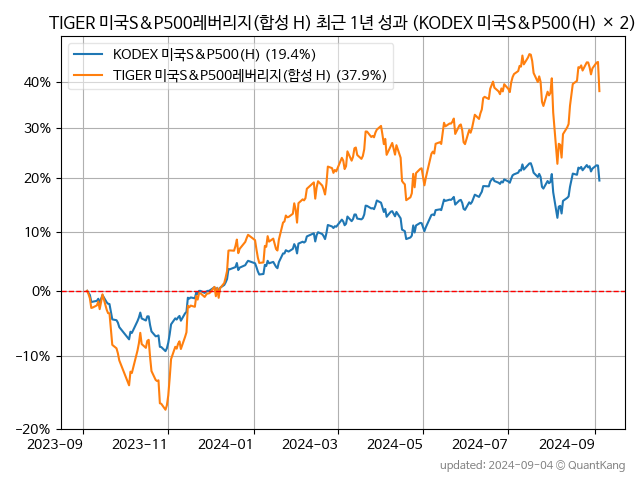 TIGER 미국S&P500레버리지(합성 H) 최근 1년 성과 (KODEX 미국S&P500(H) × 2)
KODEX 미국S&P500(H) (19.4%)
TIGER 미국S&P500레버리지(합성 H) (37.9%)
40%
30%
20%
10%
0%
-10%
-20%
2023-09 2023-11 2024-01 2024-03 2024-05 2024-07 2024-09
updated: 2024-09-04 © QuantKang